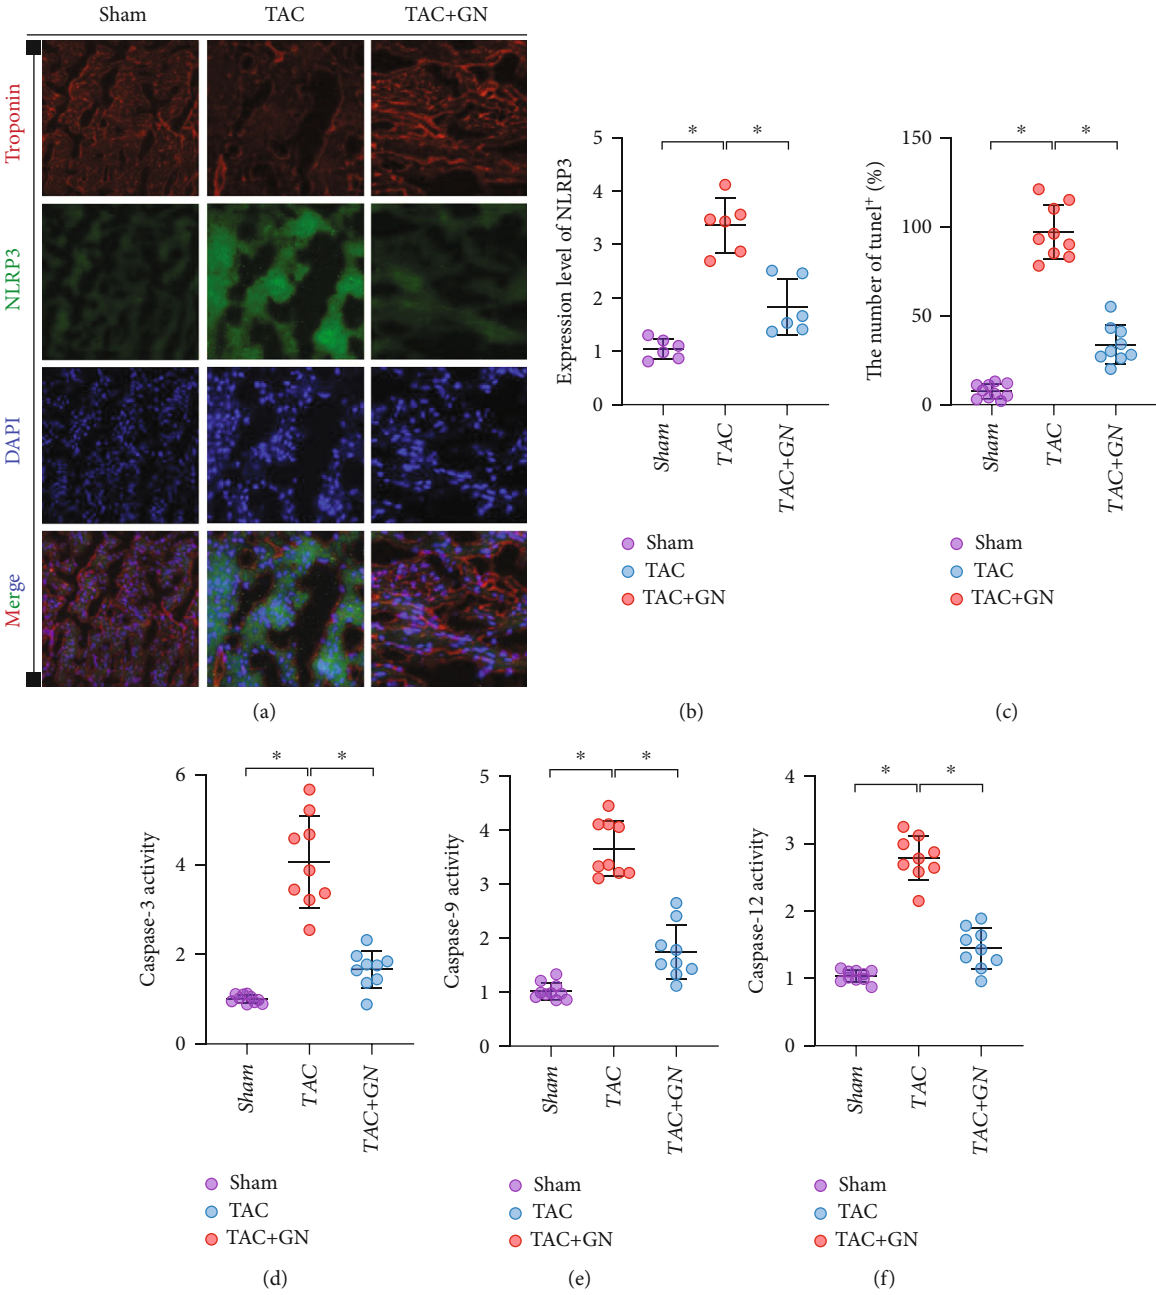 Sham TAC TAC+GN
Troponin
NLRP3
DAPI
Merge
(a)
Expression level of NLRP3
5
4
3
2
1
0
* *
Sham
TAC
TAC+GN
Sham
TAC
TAC+GN
(b)
The number of tunel⁺ (%)
150
100
50
0
* *
Sham
TAC
TAC+GN
Sham
TAC
TAC+GN
(c)
Caspase-3 activity
6
4
2
0
* *
Sham
TAC
TAC+GN
Sham
TAC
TAC+GN
(d)
Caspase-9 activity
5
4
3
2
1
0
* *
Sham
TAC
TAC+GN
Sham
TAC
TAC+GN
(e)
Caspase-12 activity
4
3
2
1
0
* *
Sham
TAC
TAC+GN
Sham
TAC
TAC+GN
(f)